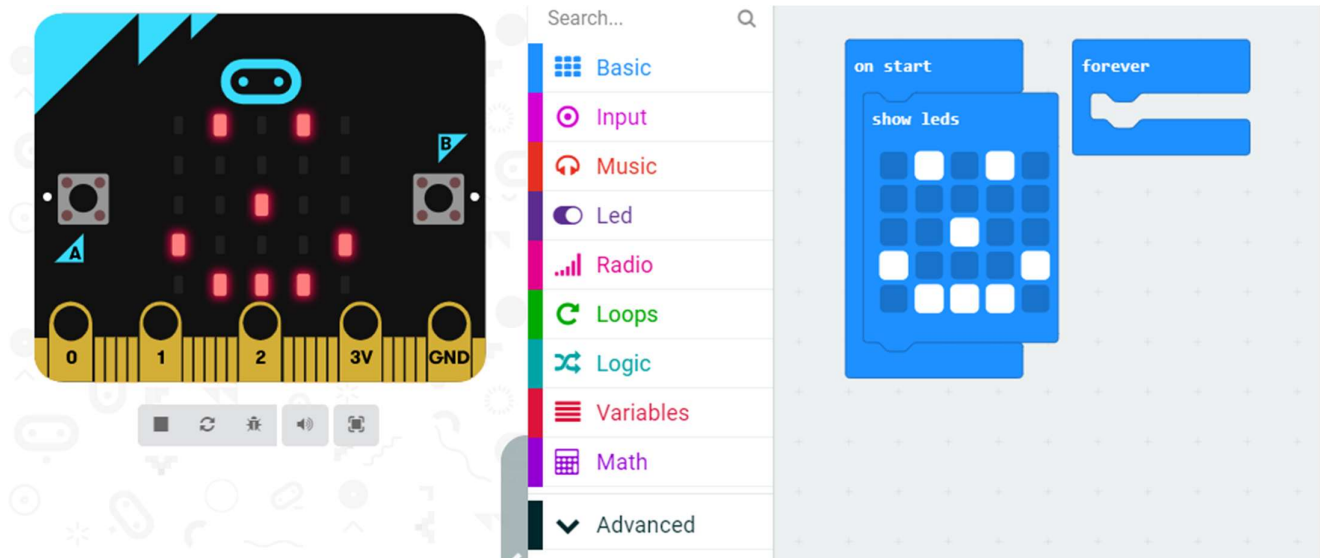 B
A
0
1
2
3V
GND
Search...
Basic
Input
Music
Led
Radio
Loops
Logic
Variables
Math
Advanced
on start
show leds
forever